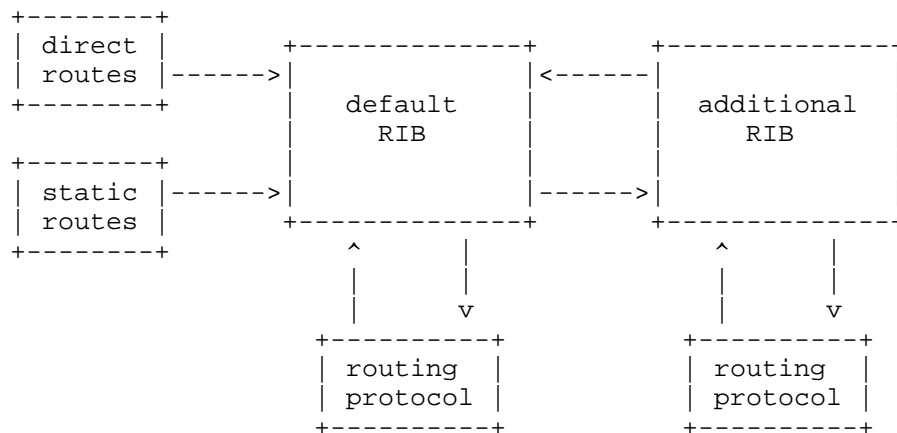 direct
routes
default
RIB
additional
RIB
static
routes
routing
protocol
routing
protocol